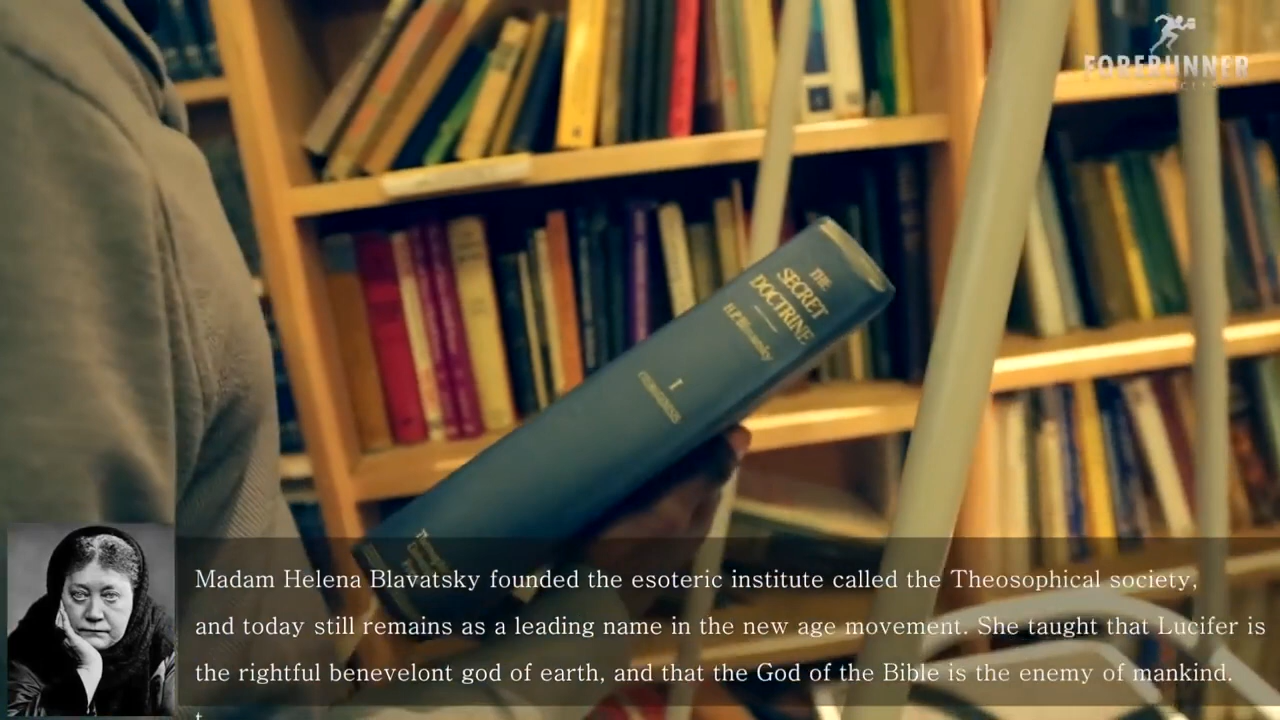 FORERUNNER
THE
SECRET
DOCTRINE
H.P. Blavatsky
I
Madam Helena Blavatsky founded the esoteric institute called the Theosophical society,
and today still remains as a leading name in the new age movement. She taught that Lucifer is
the rightful benevelont god of earth, and that the God of the Bible is the enemy of mankind.
t